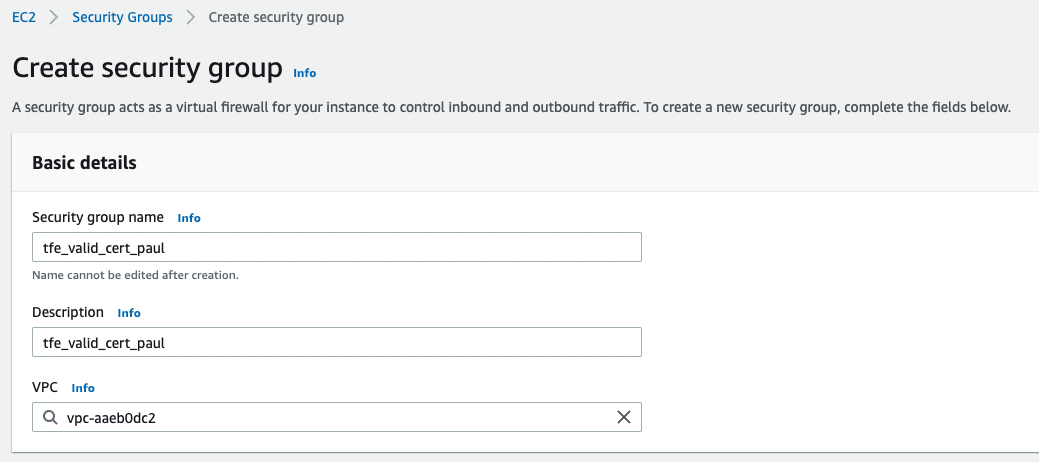 EC2 > Security Groups > Create security group
Create security group Info
A security group acts as a virtual firewall for your instance to control inbound and outbound traffic. To create a new security group, complete the fields below.
Basic details
Security group name Info
tfe_valid_cert_paul
Name cannot be edited after creation.
Description Info
tfe_valid_cert_paul
VPC Info
vpc-aaeb0dc2